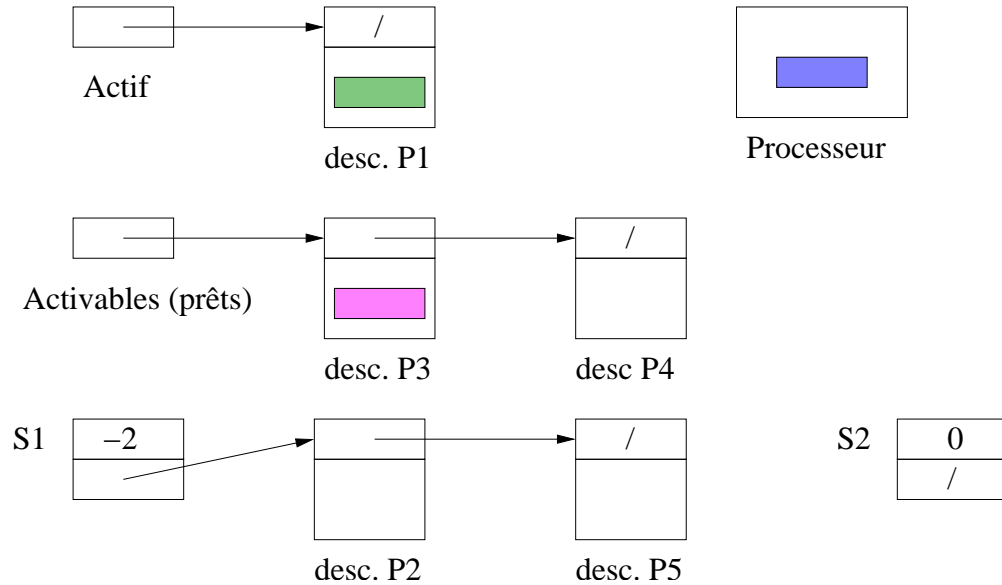 /
Actif
desc. P1
Processeur
/
Activables (prêts)
desc. P3
desc P4
S1
−2
/
S2
0
/
desc. P2
desc. P5